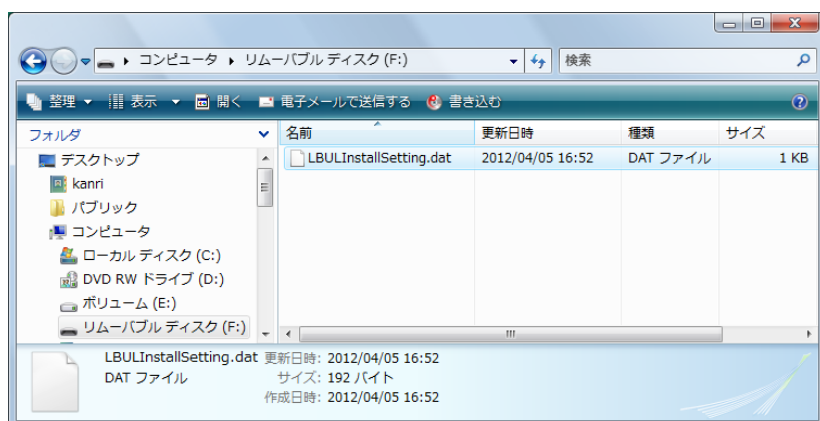 コンピュータ ▸ リムーバブル ディスク (F:) 検索
整理 表示 開く 電子メールで送信する 書き込む
フォルダ 名前 更新日時 種類 サイズ
デスクトップ LBULInstallSetting.dat 2012/04/05 16:52 DAT ファイル 1 KB
kanri
パブリック
コンピュータ
ローカル ディスク (C:)
DVD RW ドライブ (D:)
ボリューム (E:)
リムーバブル ディスク (F:)
LBULInstallSetting.dat 更新日時: 2012/04/05 16:52
DAT ファイル サイズ: 192 バイト
作成日時: 2012/04/05 16:52